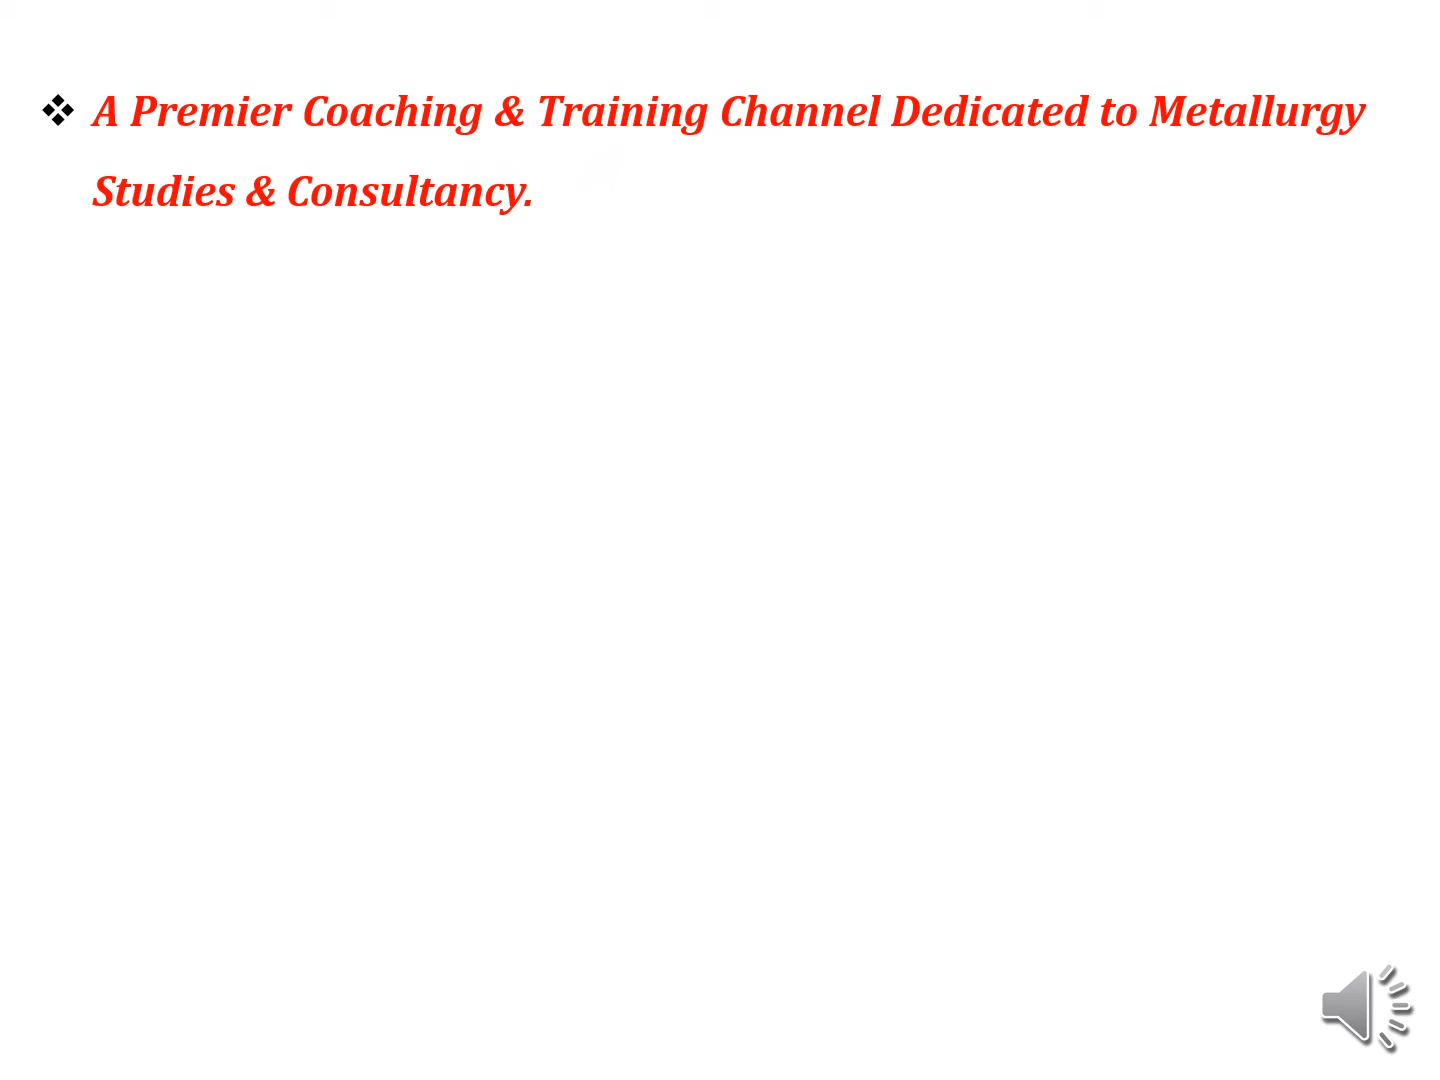 ❖ A Premier Coaching & Training Channel Dedicated to Metallurgy
Studies & Consultancy.